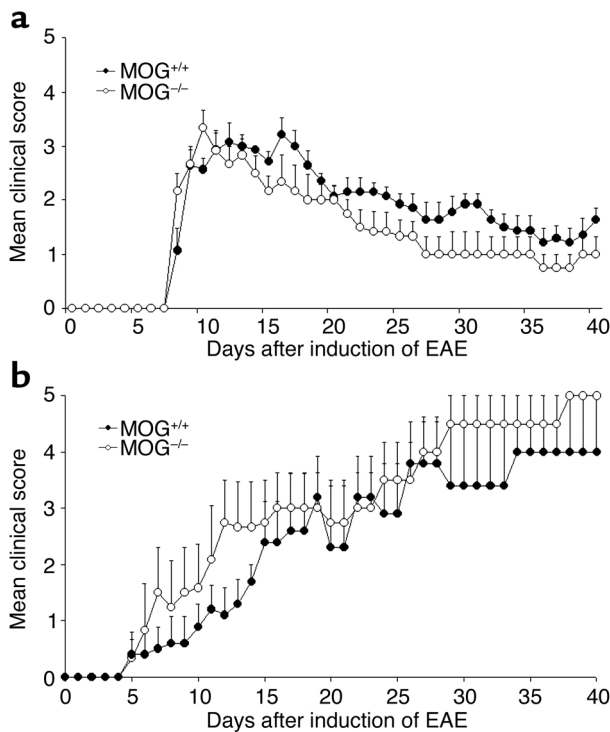 a
5
4
3
2
1
0
MOG+/+
MOG−/−
Mean clinical score
0 5 10 15 20 25 30 35 40
Days after induction of EAE
b
5
4
3
2
1
0
MOG+/+
MOG−/−
Mean clinical score
0 5 10 15 20 25 30 35 40
Days after induction of EAE